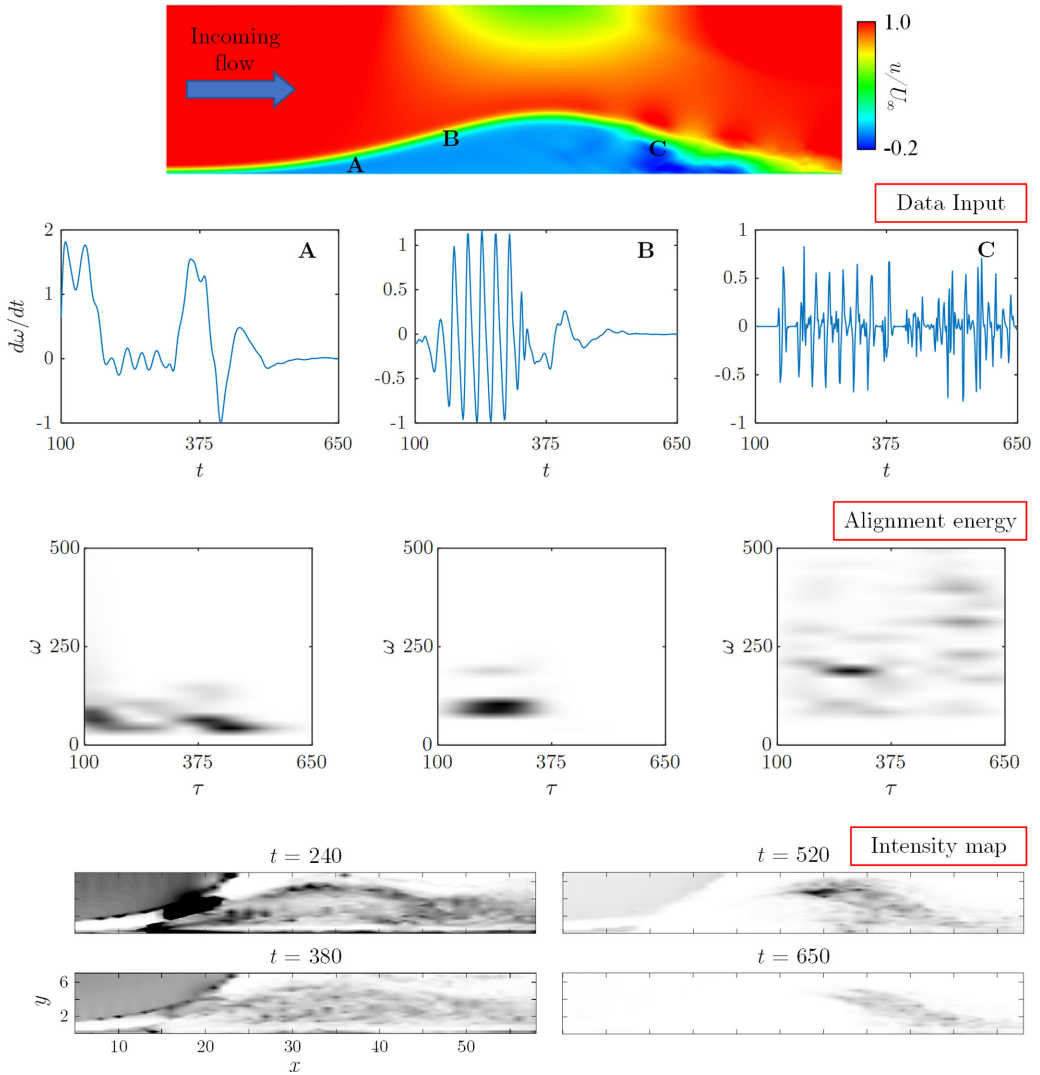 Incoming
flow
A
B
C
1.0
u/U∞
-0.2
Data Input
2
1
0
-1
100
375
650
dω/dt
t
A
1
0.5
0
-0.5
-1
100
375
650
t
B
1
0.5
0
-0.5
-1
100
375
650
t
C
Alignment energy
500
250
0
100
375
650
ω
τ
500
250
0
100
375
650
ω
τ
500
250
0
100
375
650
ω
τ
Intensity map
t = 240
t = 520
t = 380
t = 650
6
2
y
10
20
30
40
50
x